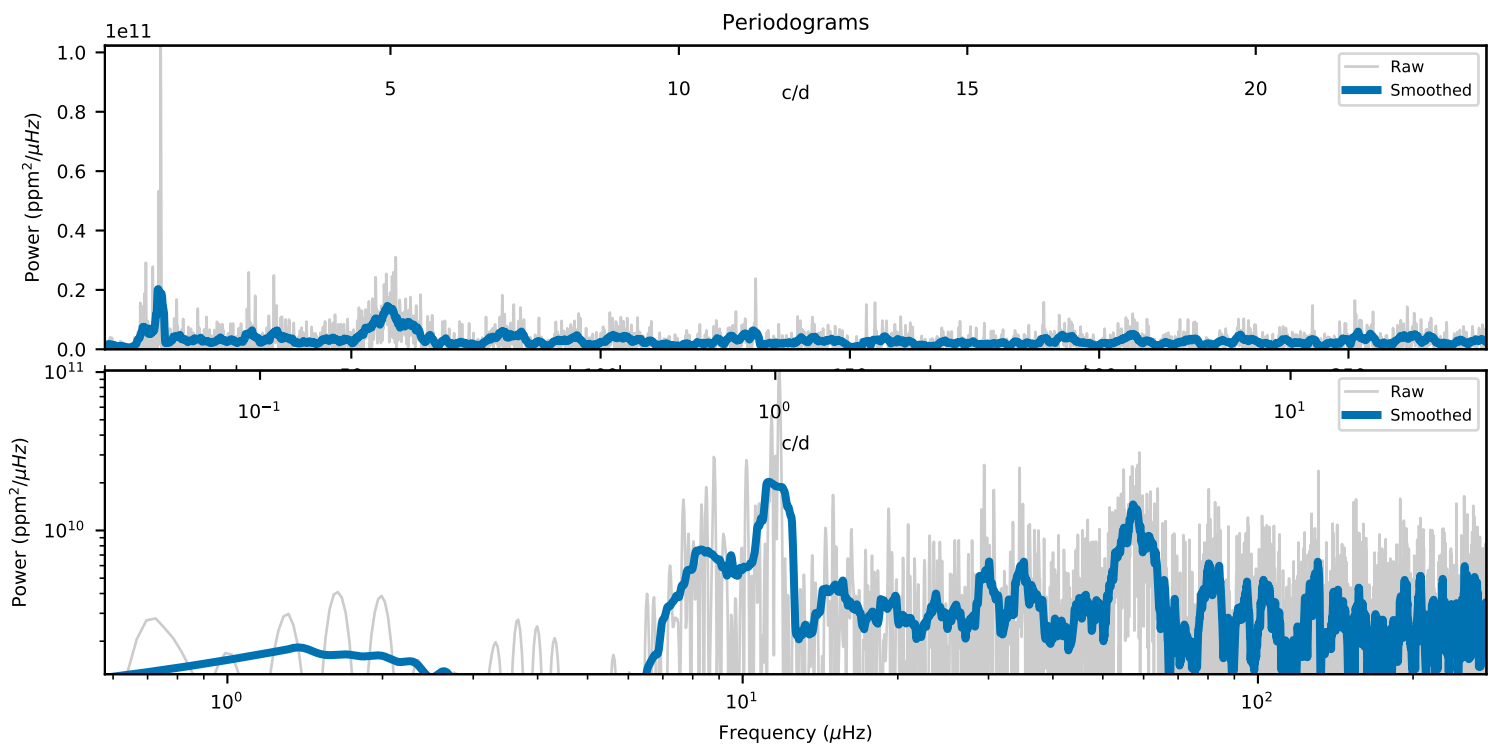 Periodograms
1e11
1.0
0.8
0.6
0.4
0.2
0.0
Power (ppm²/μHz)
5 10 15 20
c/d
Raw
Smoothed
10¹¹
10¹⁰
Power (ppm²/μHz)
10⁻¹ 10⁰ 10¹
c/d
Raw
Smoothed
10⁰ 10¹ 10²
Frequency (μHz)